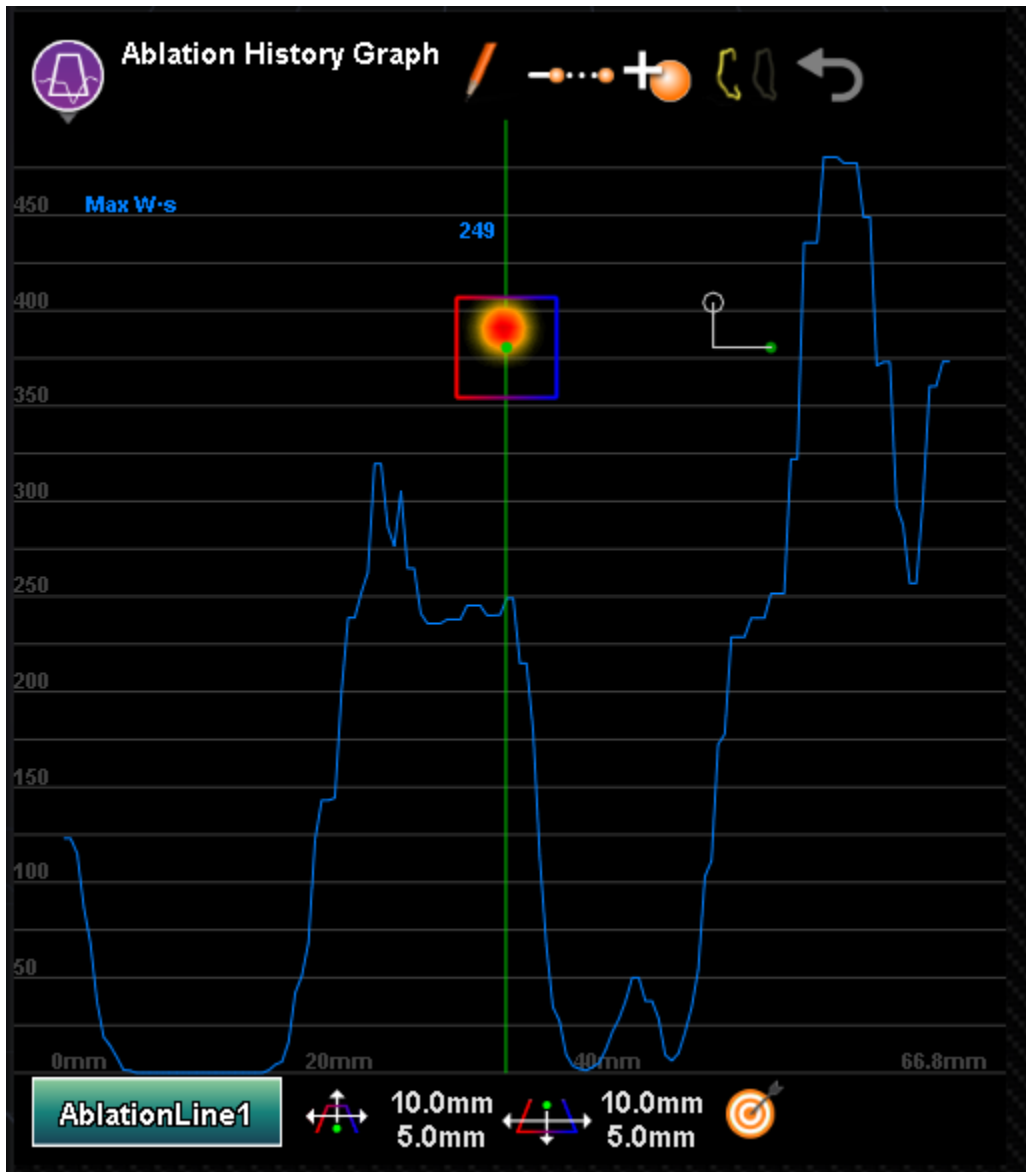 Ablation History Graph
450
Max W·s
249
400
350
300
250
200
150
100
50
0mm 20mm 40mm 66.8mm
AblationLine1
10.0mm
5.0mm
10.0mm
5.0mm